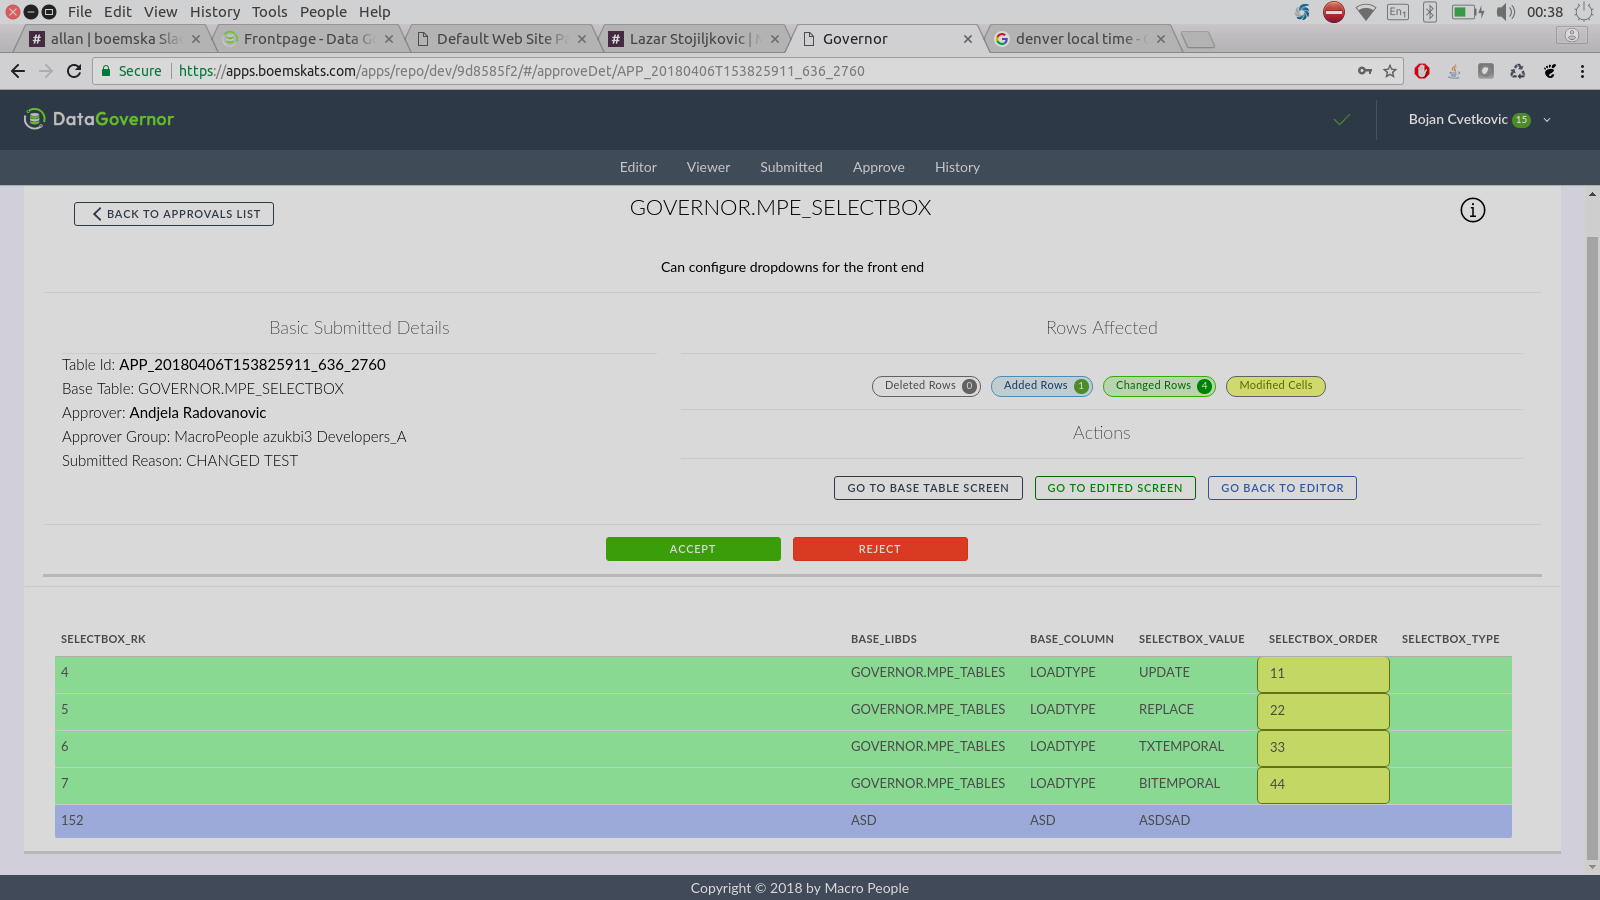 File Edit View History Tools People Help
En1 00:38
allan | boemska Sla
Frontpage - Data G
Default Web Site P
Lazar Stojiljkovic |
Governor
denver local time -
Secure https://apps.boemskats.com/apps/repo/dev/9d8585f2/#/approveDet/APP_20180406T153825911_636_2760
DataGovernor
Bojan Cvetkovic 15
Editor Viewer Submitted Approve History
BACK TO APPROVALS LIST
GOVERNOR.MPE_SELECTBOX
Can configure dropdowns for the front end
Basic Submitted Details
Table Id: APP_20180406T153825911_636_2760
Base Table: GOVERNOR.MPE_SELECTBOX
Approver: Andjela Radovanovic
Approver Group: MacroPeople azukbi3 Developers_A
Submitted Reason: CHANGED TEST
Rows Affected
Deleted Rows 0 Added Rows 1 Changed Rows 4 Modified Cells
Actions
GO TO BASE TABLE SCREEN GO TO EDITED SCREEN GO BACK TO EDITOR
ACCEPT REJECT
SELECTBOX_RK BASE_LIBDS BASE_COLUMN SELECTBOX_VALUE SELECTBOX_ORDER SELECTBOX_TYPE
4 GOVERNOR.MPE_TABLES LOADTYPE UPDATE 11
5 GOVERNOR.MPE_TABLES LOADTYPE REPLACE 22
6 GOVERNOR.MPE_TABLES LOADTYPE TXTEMPORAL 33
7 GOVERNOR.MPE_TABLES LOADTYPE BITEMPORAL 44
152 ASD ASD ASDSAD
Copyright © 2018 by Macro People